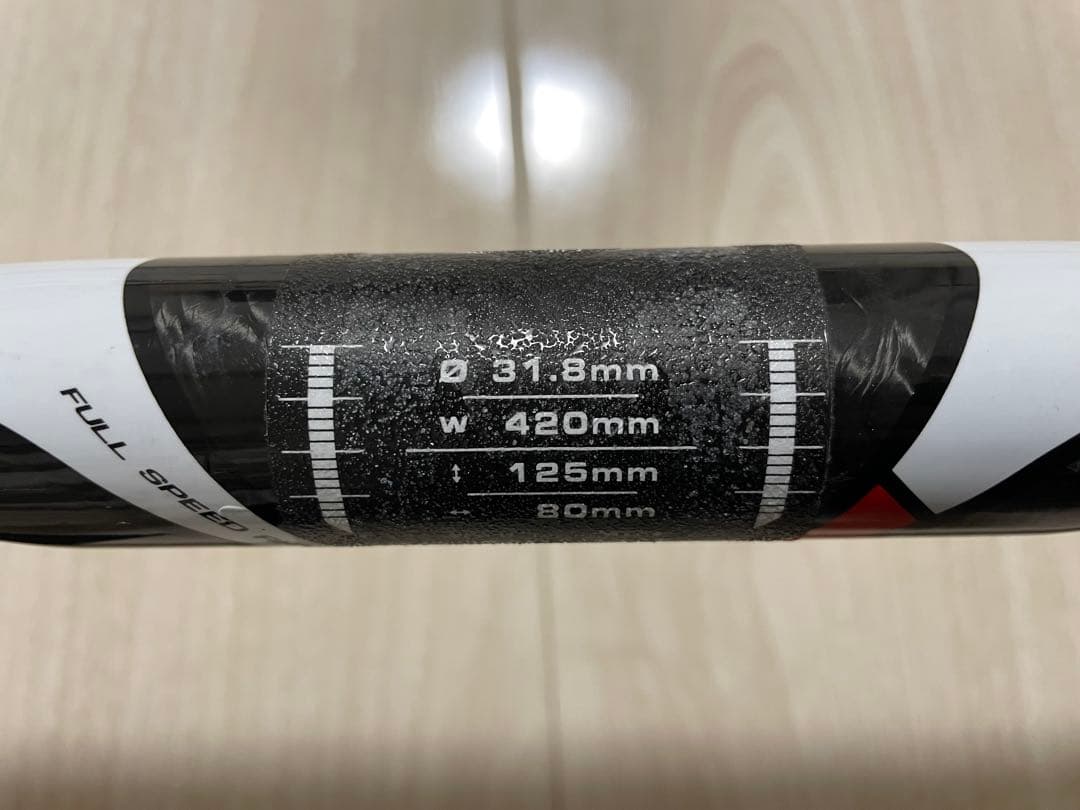 FULL SPEED
Ø 31.8mm
W 420mm
↕ 125mm
↔ 80mm